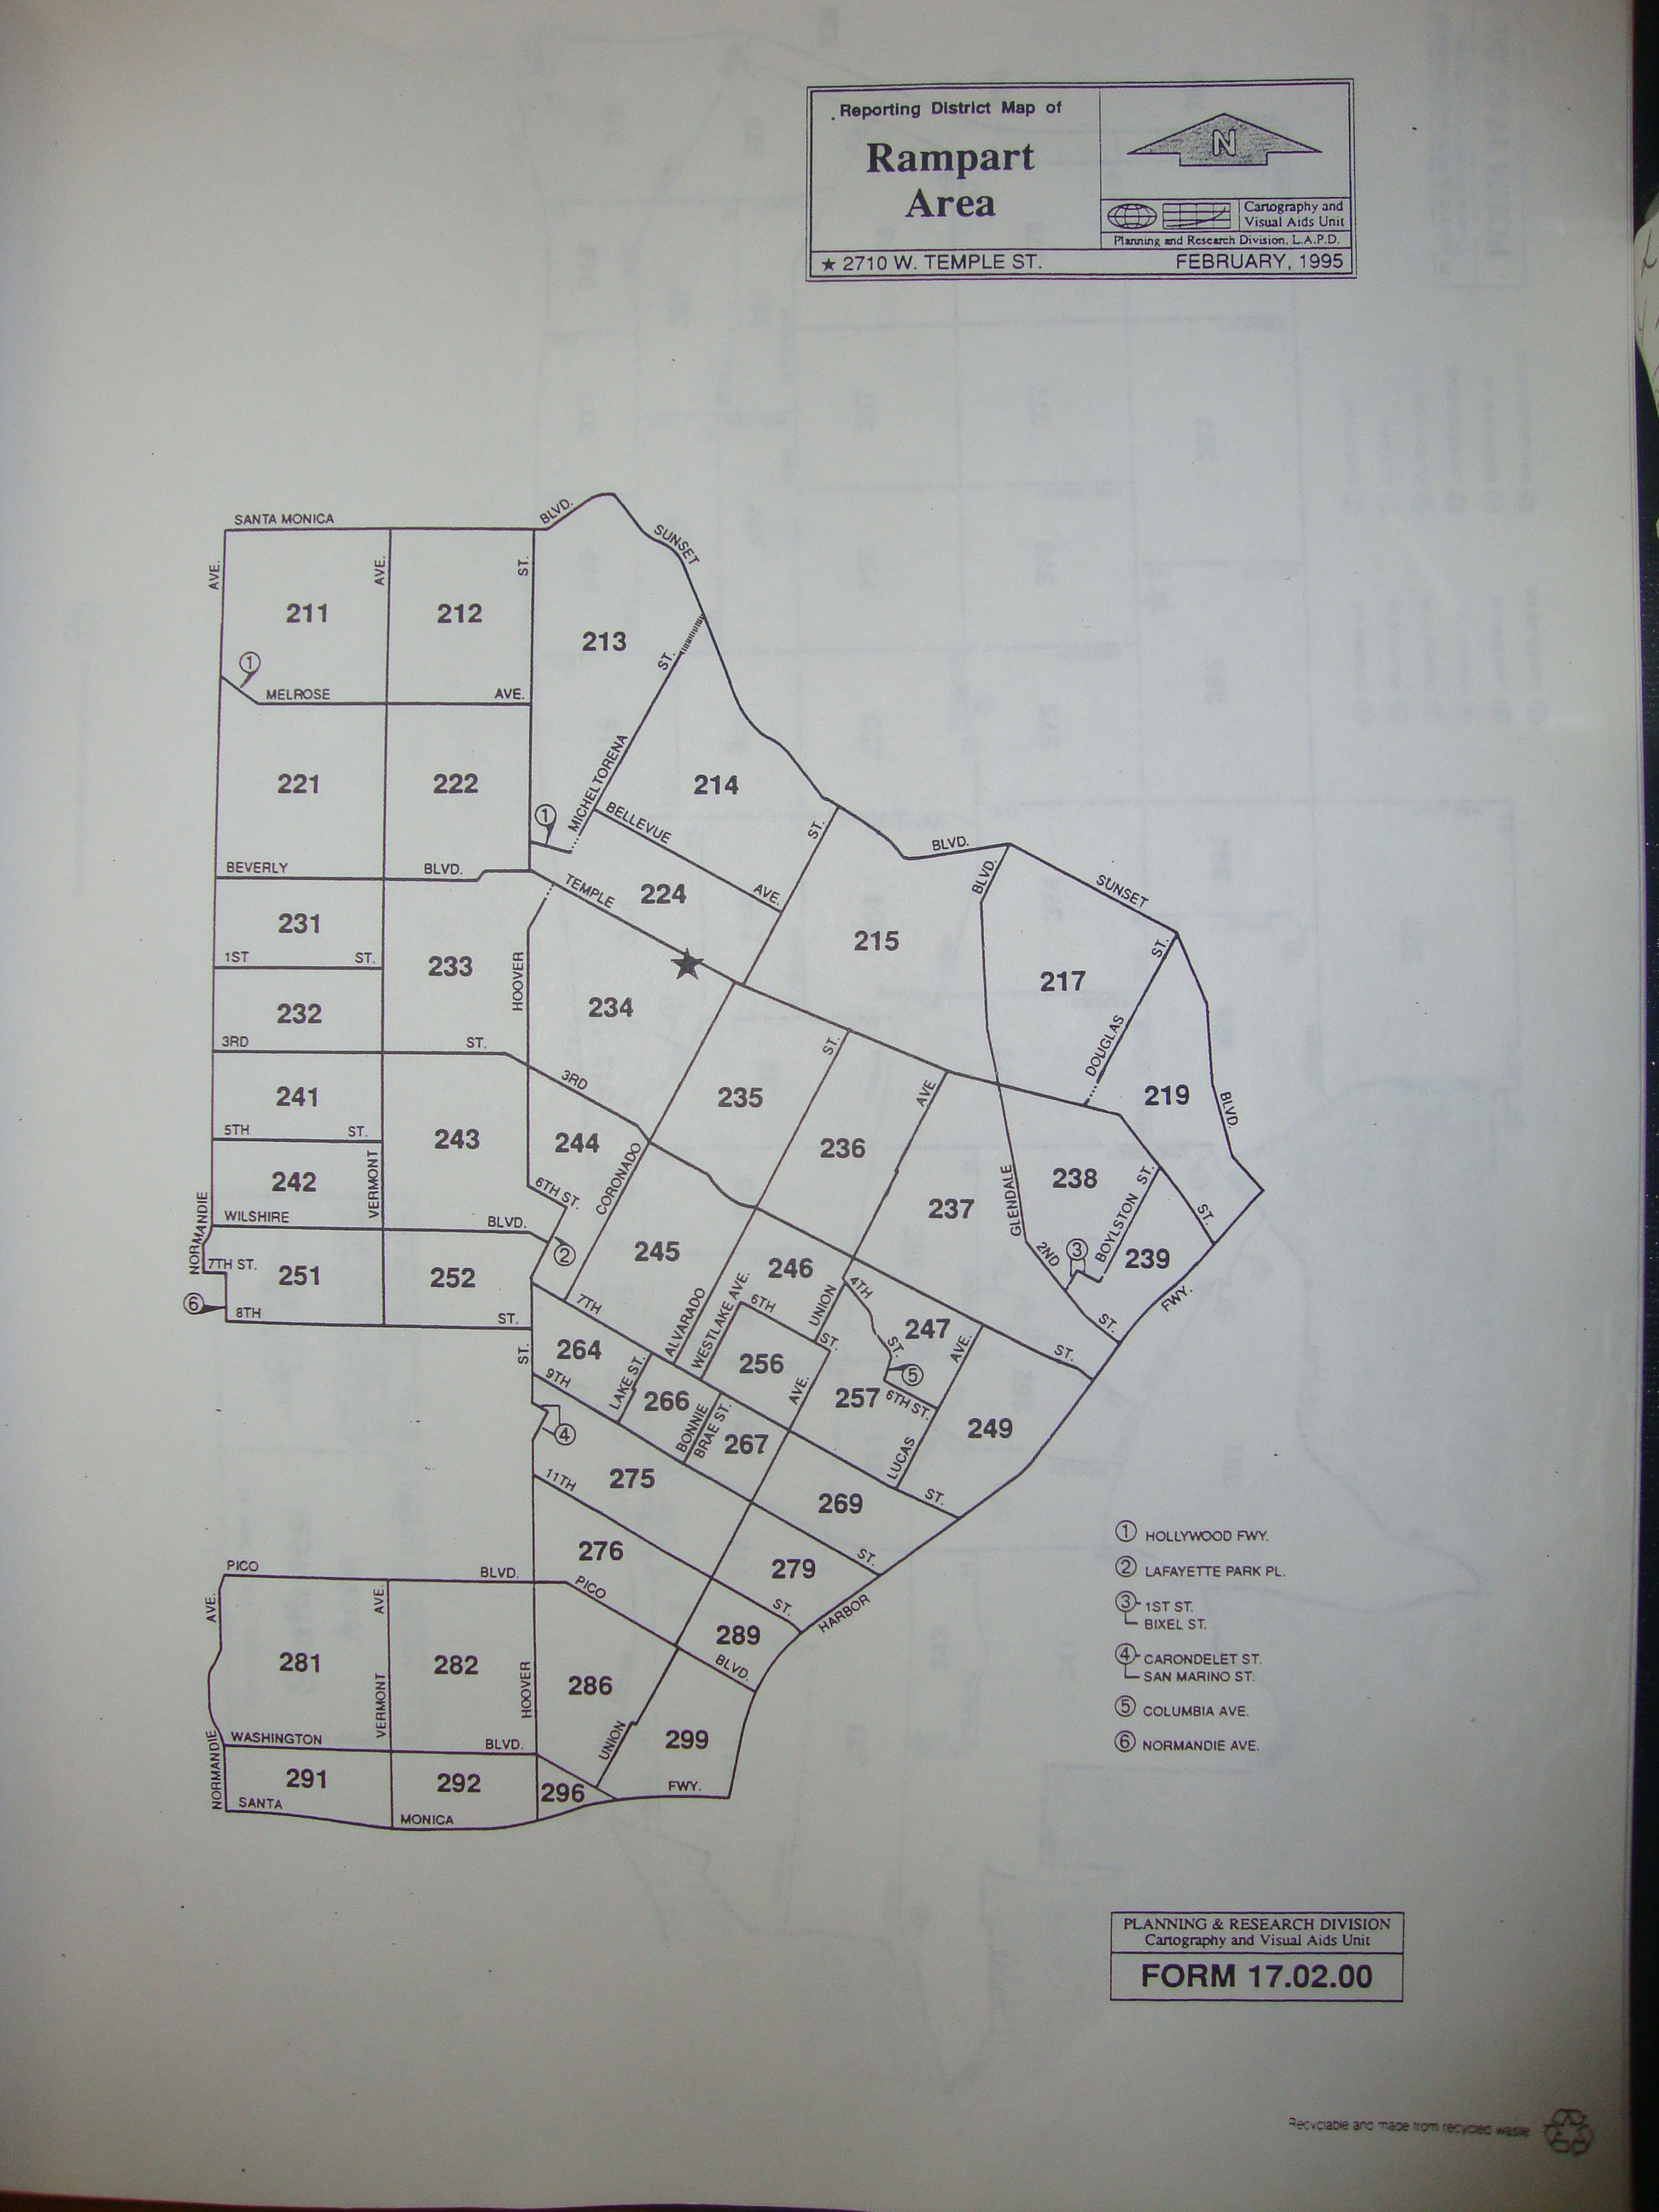 Reporting District Map of
Rampart
Area
N
Cartography and
Visual Aids Unit
Planning and Research Division, L.A.P.D.
★ 2710 W. TEMPLE ST. FEBRUARY, 1995
SANTA MONICA BLVD.
SUNSET
AVE.
AVE.
ST.
211
212
213
ST.
1
MELROSE AVE.
MICHELTORENA
221
222
214
1
BELLEVUE AVE.
ST.
BLVD.
BLVD.
SUNSET
BEVERLY BLVD.
TEMPLE
224
231
215
ST.
1ST ST.
233
HOOVER
217
232
234
DOUGLAS
3RD ST.
ST.
3RD
AVE
219
BLVD.
241
235
5TH ST.
243
244
236
238
242
VERMONT
6TH ST.
CORONADO
237
GLENDALE
BOYLSTON ST.
ST.
NORMANDIE
WILSHIRE BLVD.
2
245
246
2ND
3
239
7TH ST.
251
252
7TH
ALVARADO
WESTLAKE AVE.
6TH
ST.
UNION
4TH
ST.
FWY.
6
8TH ST.
ST.
247
AVE.
ST.
ST.
264
256
AVE.
5
9TH
LAKE ST.
266
257
6TH ST.
BONNIE
BRAE ST.
267
249
4
LUCAS
275
11TH
269
ST.
276
279
ST.
PICO BLVD.
PICO
ST.
HARBOR
AVE.
AVE.
289
BLVD.
281
282
HOOVER
286
VERMONT
UNION
299
NORMANDIE
WASHINGTON BLVD.
291
292
296
FWY.
SANTA
MONICA
1 HOLLYWOOD FWY.
2 LAFAYETTE PARK PL.
3 1ST ST.
BIXEL ST.
4 CARONDELET ST.
SAN MARINO ST.
5 COLUMBIA AVE.
6 NORMANDIE AVE.
PLANNING & RESEARCH DIVISION
Cartography and Visual Aids Unit
FORM 17.02.00
Recyclable and made from recycled waste